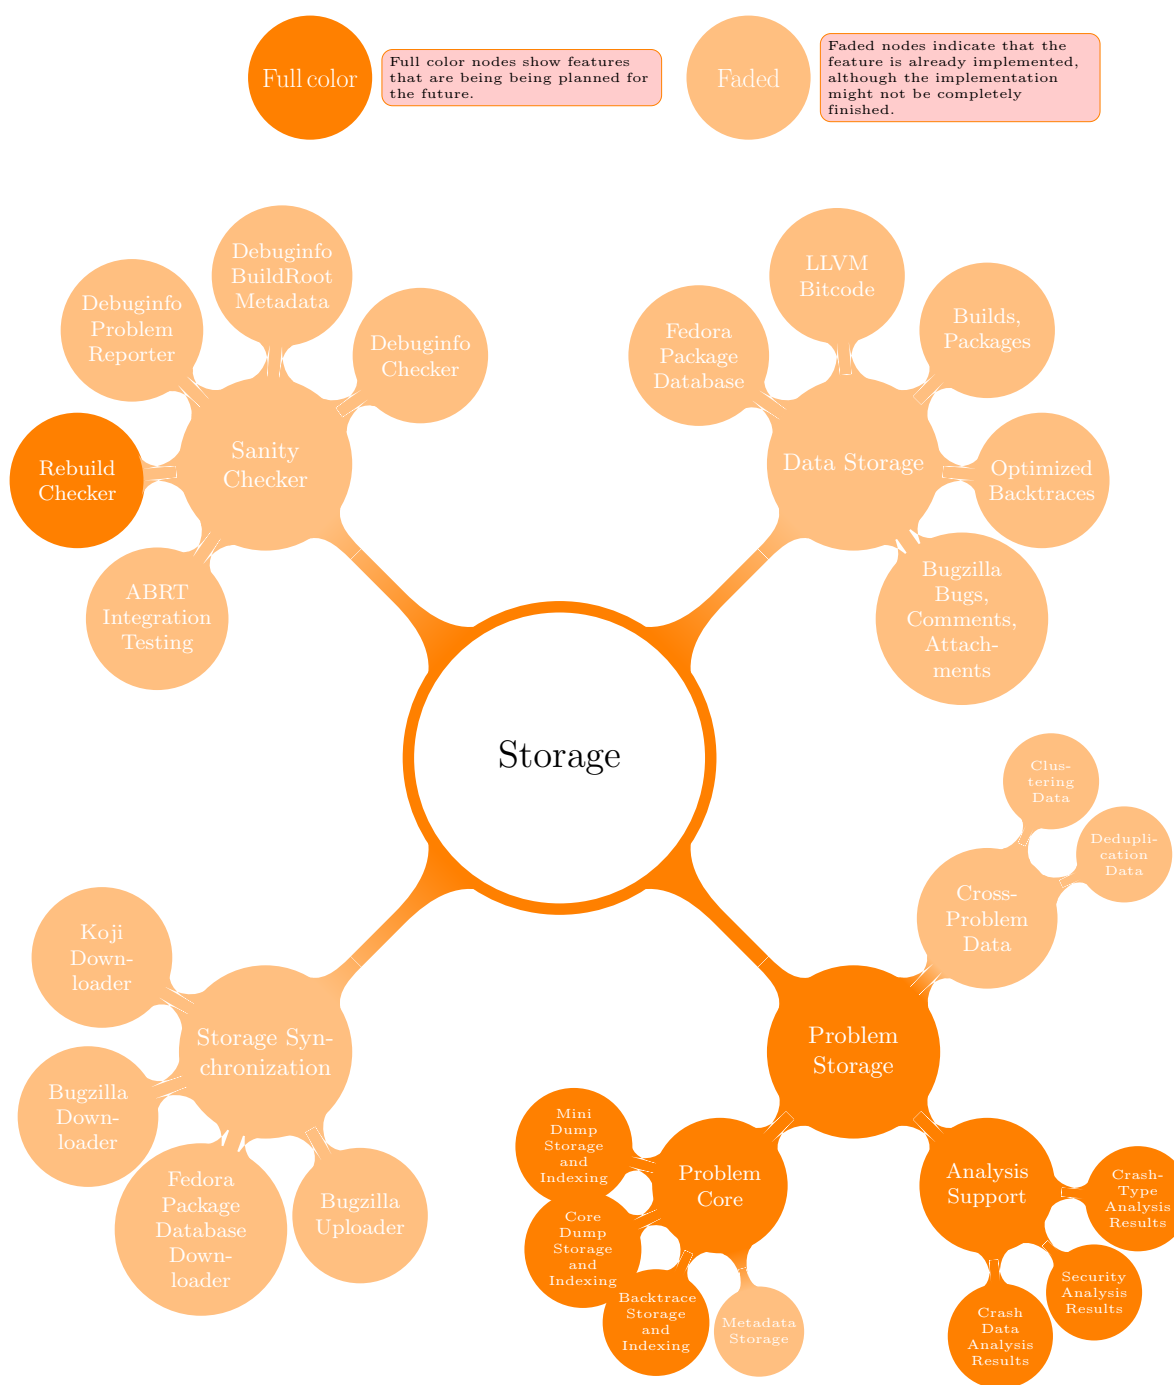 Full color
Full color nodes show features
that are being being planned for
the future.
Faded
Faded nodes indicate that the
feature is already implemented,
although the implementation
might not be completely
finished.
Debuginfo
BuildRoot
Metadata
Debuginfo
Problem
Reporter
Debuginfo
Checker
Rebuild
Checker
Sanity
Checker
ABRT
Integration
Testing
LLVM
Bitcode
Fedora
Package
Database
Builds,
Packages
Data Storage
Optimized
Backtraces
Bugzilla
Bugs,
Comments,
Attach-
ments
Storage
Clus-
tering
Data
Dedupli-
cation
Data
Cross-
Problem
Data
Koji
Down-
loader
Storage Syn-
chronization
Bugzilla
Down-
loader
Fedora
Package
Database
Down-
loader
Bugzilla
Uploader
Problem
Storage
Mini
Dump
Storage
and
Indexing
Problem
Core
Core
Dump
Storage
and
Indexing
Backtrace
Storage
and
Indexing
Metadata
Storage
Analysis
Support
Crash-
Type
Analysis
Results
Security
Analysis
Results
Crash
Data
Analysis
Results